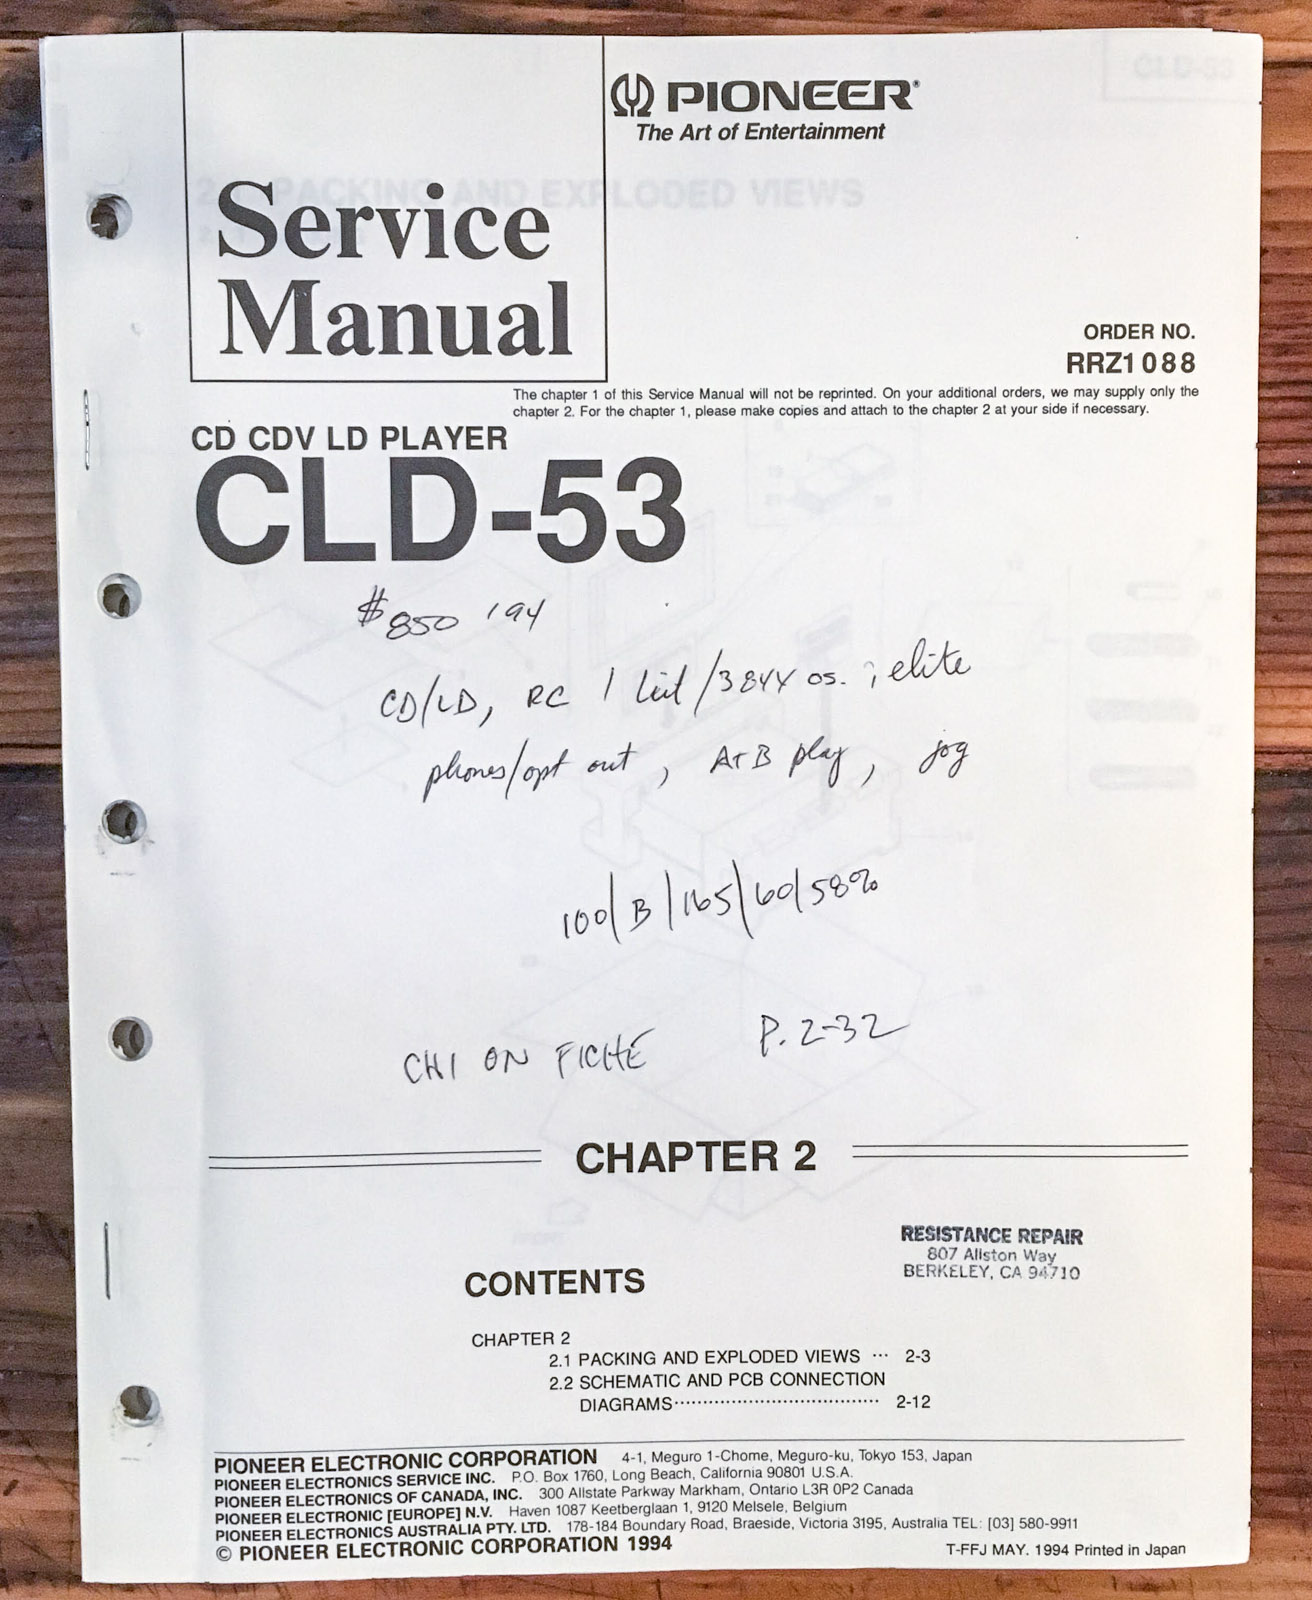 PIONEER
The Art of Entertainment
CLD-53
2.1 PACKING AND EXPLODED VIEWS
Service
Manual
ORDER NO.
RRZ1088
The chapter 1 of this Service Manual will not be reprinted. On your additional orders, we may supply only the
chapter 2. For the chapter 1, please make copies and attach to the chapter 2 at your side if necessary.
CD CDV LD PLAYER
CLD-53
$850 '94
CD/LD, RC / 384X os. ; elite
phones/opt out, A+B play, jog
100/B/165/60/58%
CH1 ON FICHE P. 2-32
CHAPTER 2
RESISTANCE REPAIR
807 Allston Way
BERKELEY, CA 94710
CONTENTS
CHAPTER 2
2.1 PACKING AND EXPLODED VIEWS ··· 2-3
2.2 SCHEMATIC AND PCB CONNECTION
DIAGRAMS··································· 2-12
PIONEER ELECTRONIC CORPORATION 4-1, Meguro 1-Chome, Meguro-ku, Tokyo 153, Japan
PIONEER ELECTRONICS SERVICE INC. P.O. Box 1760, Long Beach, California 90801 U.S.A.
PIONEER ELECTRONICS OF CANADA, INC. 300 Allstate Parkway Markham, Ontario L3R 0P2 Canada
PIONEER ELECTRONIC [EUROPE] N.V. Haven 1087 Keetberglaan 1, 9120 Melsele, Belgium
PIONEER ELECTRONICS AUSTRALIA PTY. LTD. 178-184 Boundary Road, Braeside, Victoria 3195, Australia TEL: [03] 580-9911
© PIONEER ELECTRONIC CORPORATION 1994
T-FFJ MAY. 1994 Printed in Japan